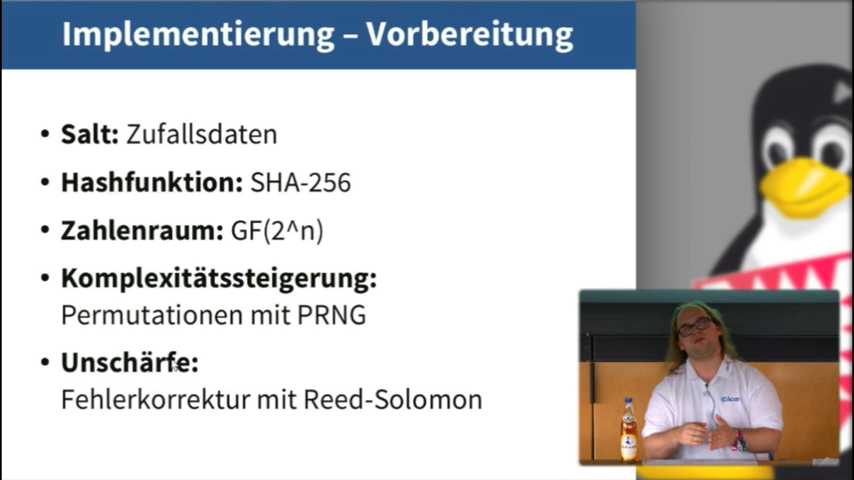 Implementierung – Vorbereitung
• Salt: Zufallsdaten
• Hashfunktion: SHA-256
• Zahlenraum: GF(2^n)
• Komplexitätssteigerung:
Permutationen mit PRNG
• Unschärfe:
Fehlerkorrektur mit Reed-Solomon